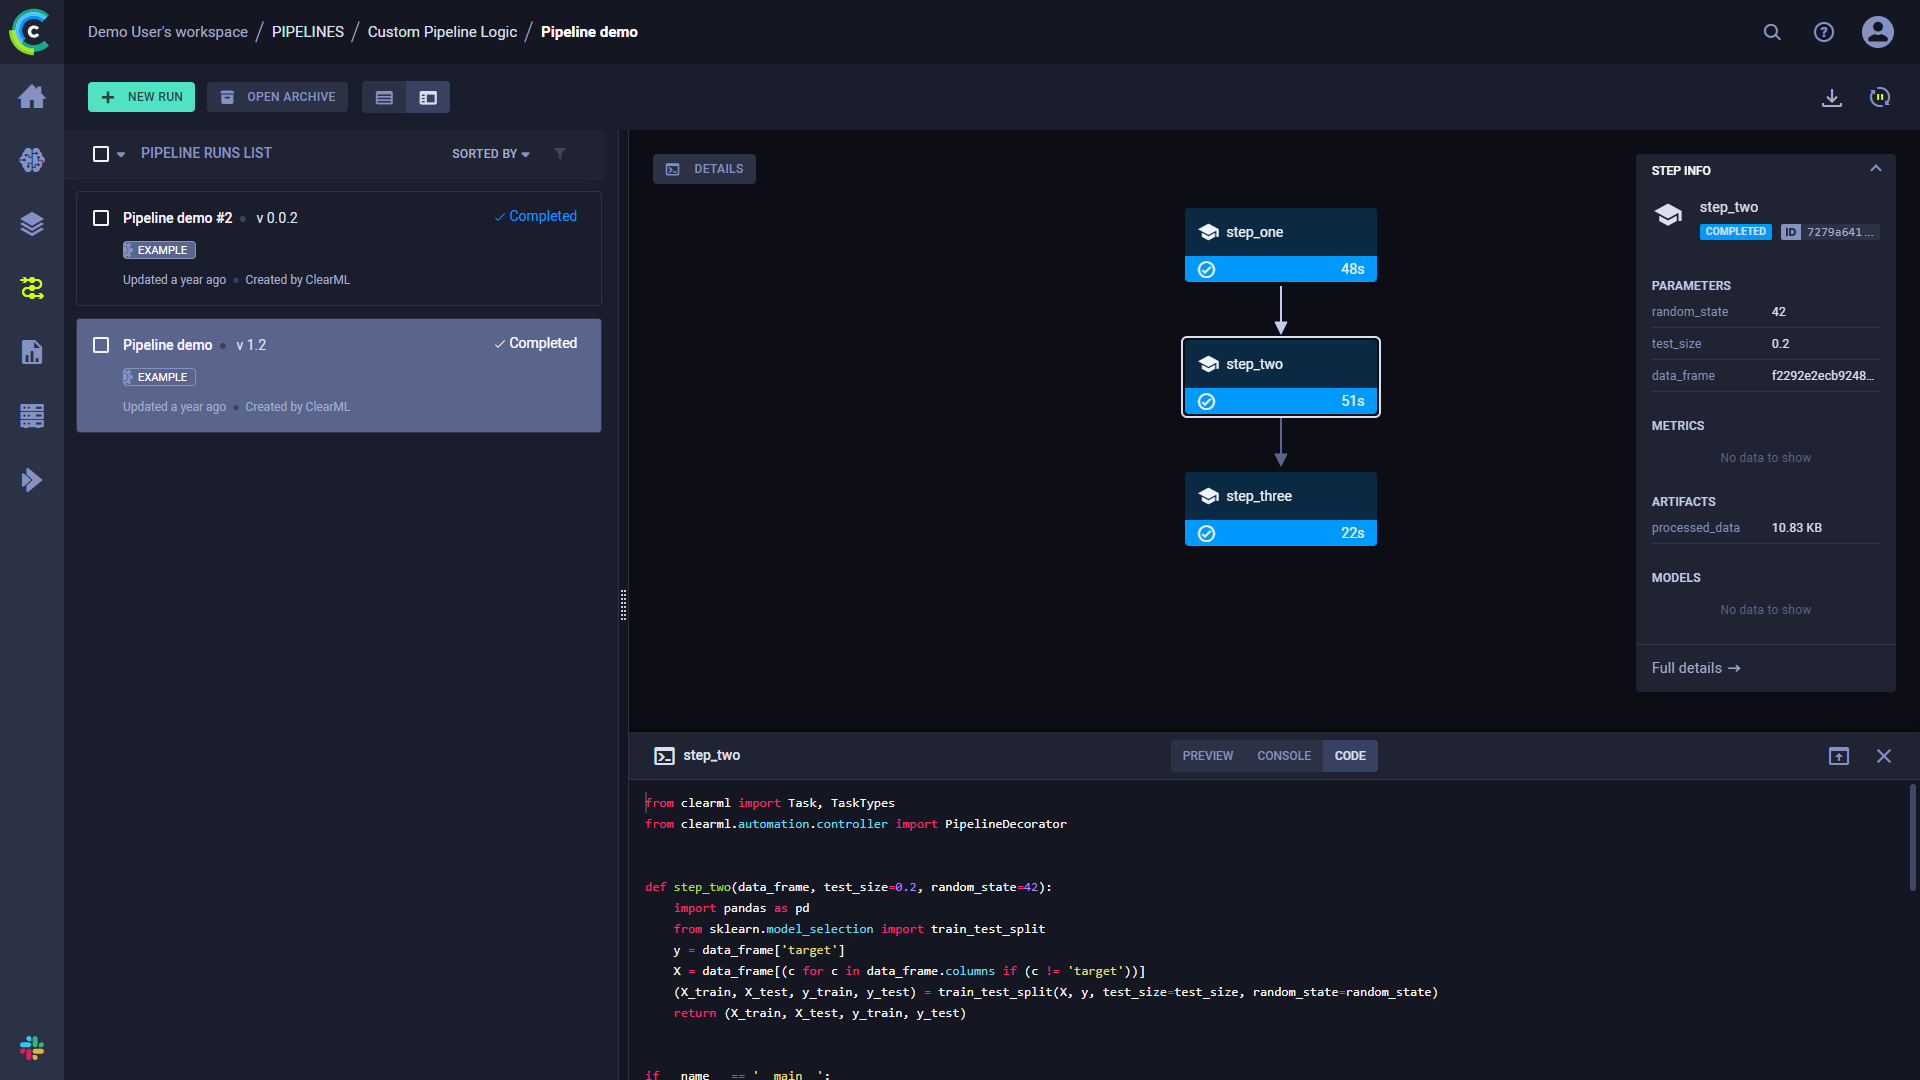 Demo User's workspace / PIPELINES / Custom Pipeline Logic / Pipeline demo
NEW RUN
OPEN ARCHIVE
PIPELINE RUNS LIST
SORTED BY
Pipeline demo #2 • v 0.0.2
Completed
EXAMPLE
Updated a year ago • Created by ClearML
Pipeline demo • v 1.2
Completed
EXAMPLE
Updated a year ago • Created by ClearML
DETAILS
step_one
48s
step_two
51s
step_three
22s
STEP INFO
step_two
COMPLETED ID 7279a641 ...
PARAMETERS
random_state 42
test_size 0.2
data_frame f2292e2ecb9248...
METRICS
No data to show
ARTIFACTS
processed_data 10.83 KB
MODELS
No data to show
Full details →
step_two
PREVIEW CONSOLE CODE
from clearml import Task, TaskTypes
from clearml.automation.controller import PipelineDecorator
def step_two(data_frame, test_size=0.2, random_state=42):
    import pandas as pd
    from sklearn.model_selection import train_test_split
    y = data_frame['target']
    X = data_frame[(c for c in data_frame.columns if (c != 'target'))]
    (X_train, X_test, y_train, y_test) = train_test_split(X, y, test_size=test_size, random_state=random_state)
    return (X_train, X_test, y_train, y_test)
if __name__ == '__main__':